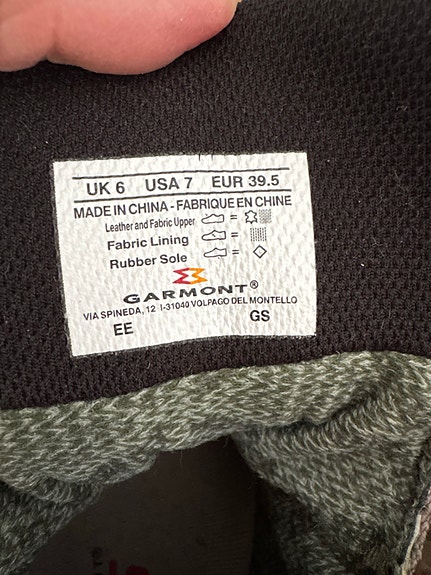 UK 6 USA 7 EUR 39.5
MADE IN CHINA - FABRIQUE EN CHINE
Leather and Fabric Upper =
Fabric Lining =
Rubber Sole =
GARMONT®
VIA SPINEDA, 12 I-31040 VOLPAGO DEL MONTELLO
EE GS